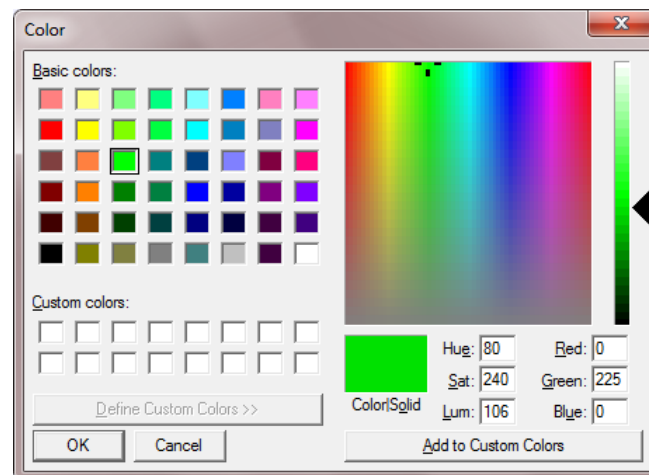 Color
x
Basic colors:
Custom colors:
Define Custom Colors >>
OK Cancel
Color|Solid
Hue: 80 Red: 0
Sat: 240 Green: 225
Lum: 106 Blue: 0
Add to Custom Colors